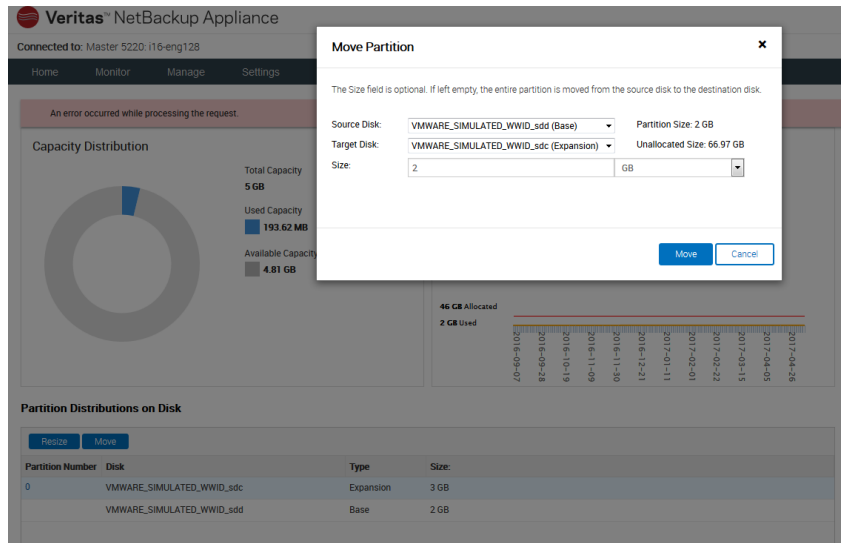 Veritas™ NetBackup Appliance
Connected to: Master 5220: i16-eng128
Home Monitor Manage Settings
An error occurred while processing the request.
Capacity Distribution
Total Capacity
5 GB
Used Capacity
193.62 MB
Available Capacity
4.81 GB
Move Partition
×
The Size field is optional. If left empty, the entire partition is moved from the source disk to the destination disk.
Source Disk: VMWARE_SIMULATED_WWID_sdd (Base) Partition Size: 2 GB
Target Disk: VMWARE_SIMULATED_WWID_sdc (Expansion) Unallocated Size: 66.97 GB
Size: 2 GB
Move Cancel
46 GB Allocated
2 GB Used
2016-09-07
2016-09-28
2016-10-19
2016-11-09
2016-11-30
2016-12-21
2017-01-11
2017-02-01
2017-02-22
2017-03-15
2017-04-05
2017-04-26
Partition Distributions on Disk
Resize Move
Partition Number Disk Type Size:
0 VMWARE_SIMULATED_WWID_sdc Expansion 3 GB
VMWARE_SIMULATED_WWID_sdd Base 2 GB